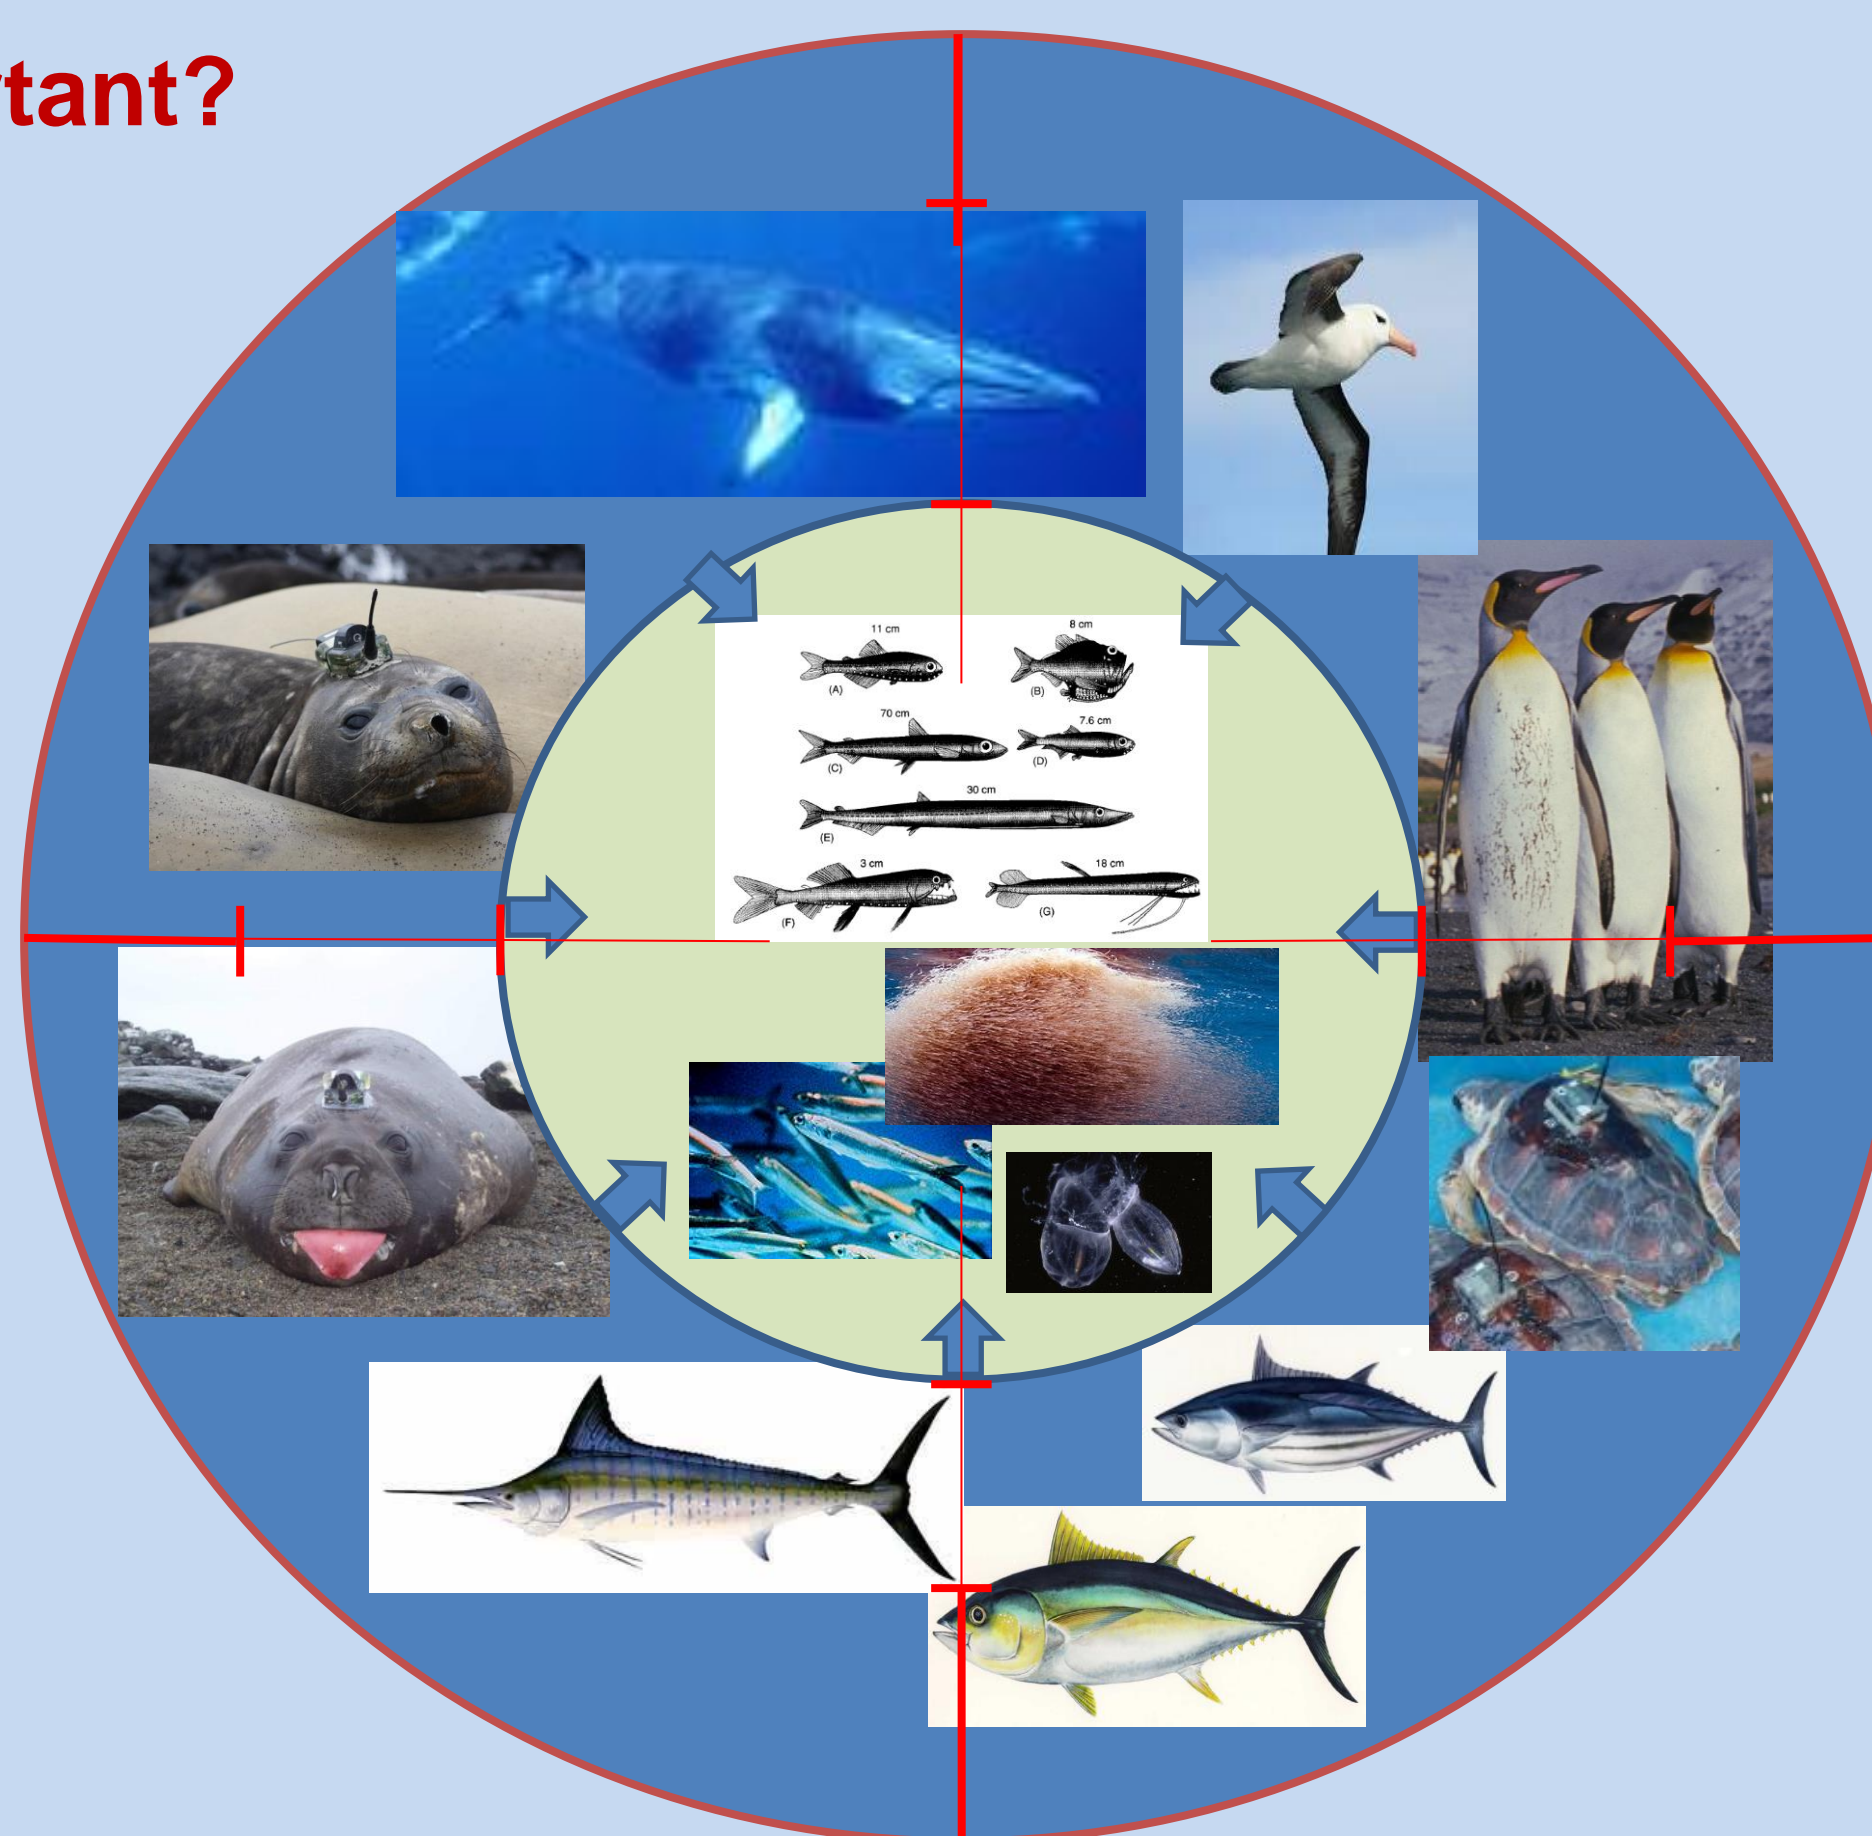 tant?
11 cm
8 cm
(A)
(B)
70 cm
7.6 cm
(C)
(D)
30 cm
(E)
3 cm
18 cm
(F)
(G)